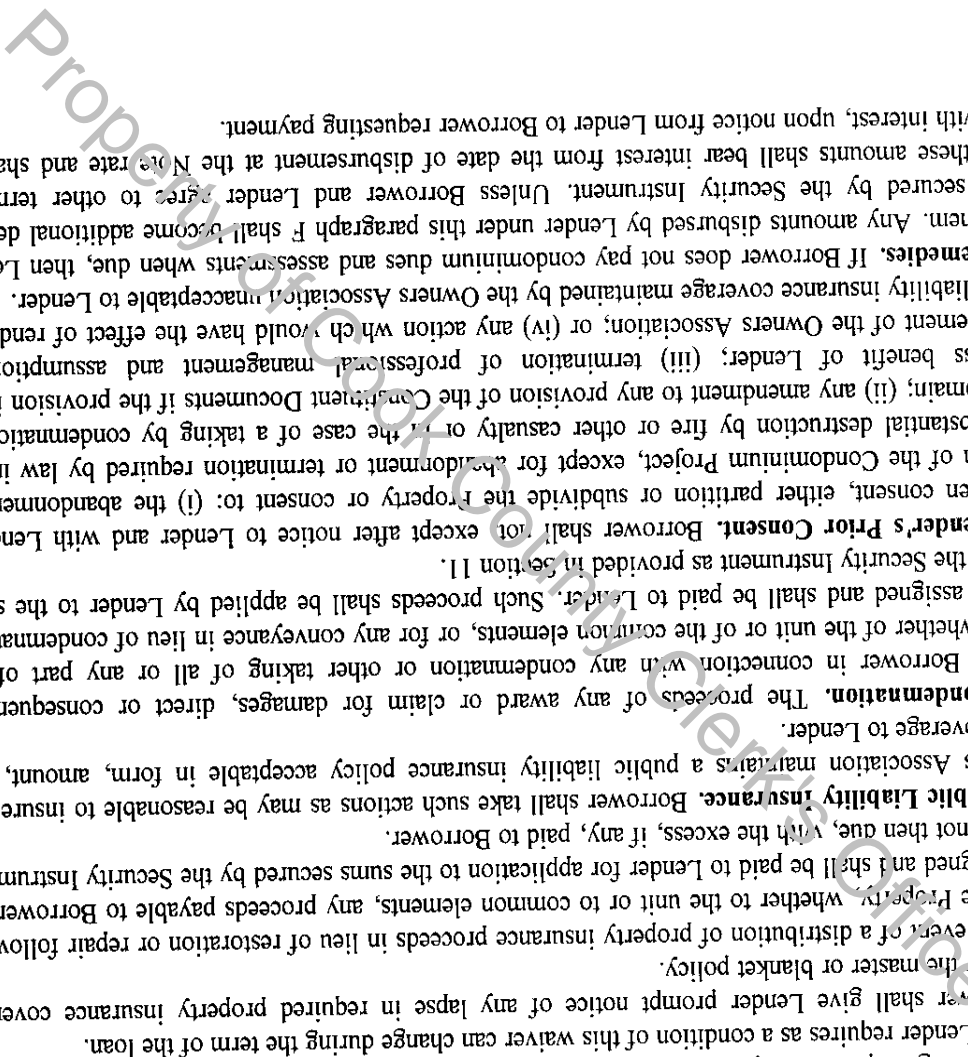 Lender requires as a condition of this waiver can change during the term of the loan.
wer shall give Lender prompt notice of any lapse in required property insurance cover
the master or blanket policy.
event of a distribution of property insurance proceeds in lieu of restoration or repair follow
e Property, whether to the unit or to common elements, any proceeds payable to Borrower
gned and shall be paid to Lender for application to the sums secured by the Security Instrum
not then due, with the excess, if any, paid to Borrower.
blic Liability Insurance. Borrower shall take such actions as may be reasonable to insure
s Association maintains a public liability insurance policy acceptable in form, amount,
overage to Lender.
ondemnation. The proceeds of any award or claim for damages, direct or consequen
Borrower in connection with any condemnation or other taking of all or any part of
whether of the unit or of the common elements, or for any conveyance in lieu of condemna
assigned and shall be paid to Lender. Such proceeds shall be applied by Lender to the s
the Security Instrument as provided in Section 11.
ender's Prior Consent. Borrower shall not, except after notice to Lender and with Len
en consent, either partition or subdivide the Property or consent to: (i) the abandonmen
n of the Condominium Project, except for abandonment or termination required by law i
bstantial destruction by fire or other casualty or in the case of a taking by condemnatio
omain; (ii) any amendment to any provision of the Constituent Documents if the provision i
ss benefit of Lender; (iii) termination of professional management and assumptio
ement of the Owners Association; or (iv) any action which would have the effect of rend
liability insurance coverage maintained by the Owners Association unacceptable to Lender.
emedies. If Borrower does not pay condominium dues and assessments when due, then Le
hem. Any amounts disbursed by Lender under this paragraph F shall become additional de
secured by the Security Instrument. Unless Borrower and Lender agree to other term
these amounts shall bear interest from the date of disbursement at the Note rate and sha
with interest, upon notice from Lender to Borrower requesting payment.
Property of Cook County Clerk's Office